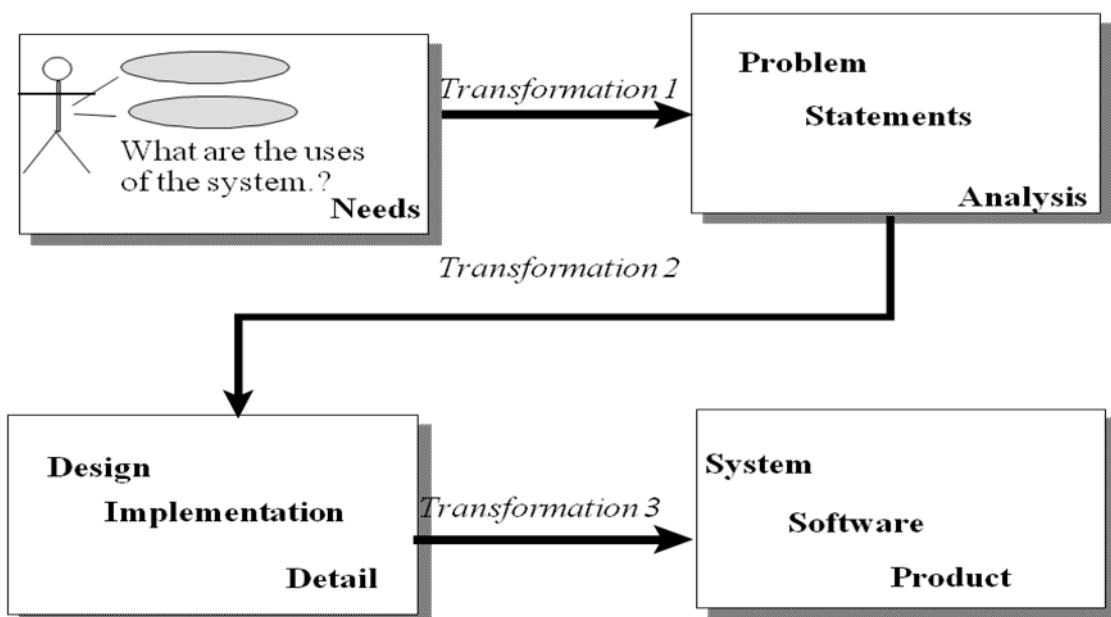 What are the uses
of the system.?
Needs
Transformation 1
Problem
Statements
Analysis
Transformation 2
Design
Implementation
Detail
Transformation 3
System
Software
Product